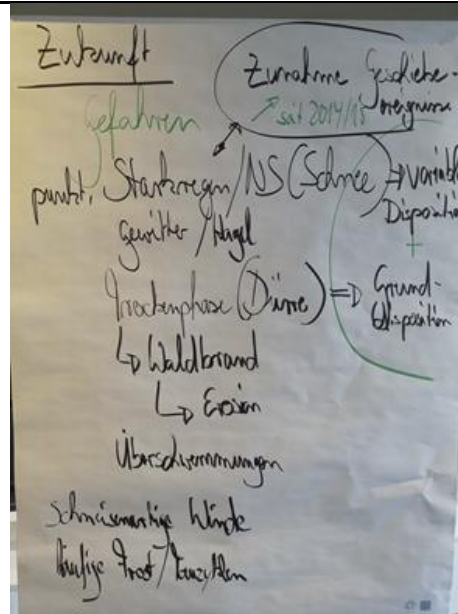 Zukunft
Zunahme Geschiebe-
ereignisse
↗ seit 2014/15
Gefahren
punkt. Starkregen/NS (Schnee) ⇒ variable
Disposition
+
Gewitter/Hagel
Trockenphase (Dürre) ⇒ Grund-
disposition
↳ Waldbrand
↳ Erosion
Überschwemmungen
Schneisenartige Winde
häufige Frost/Tauzyklen